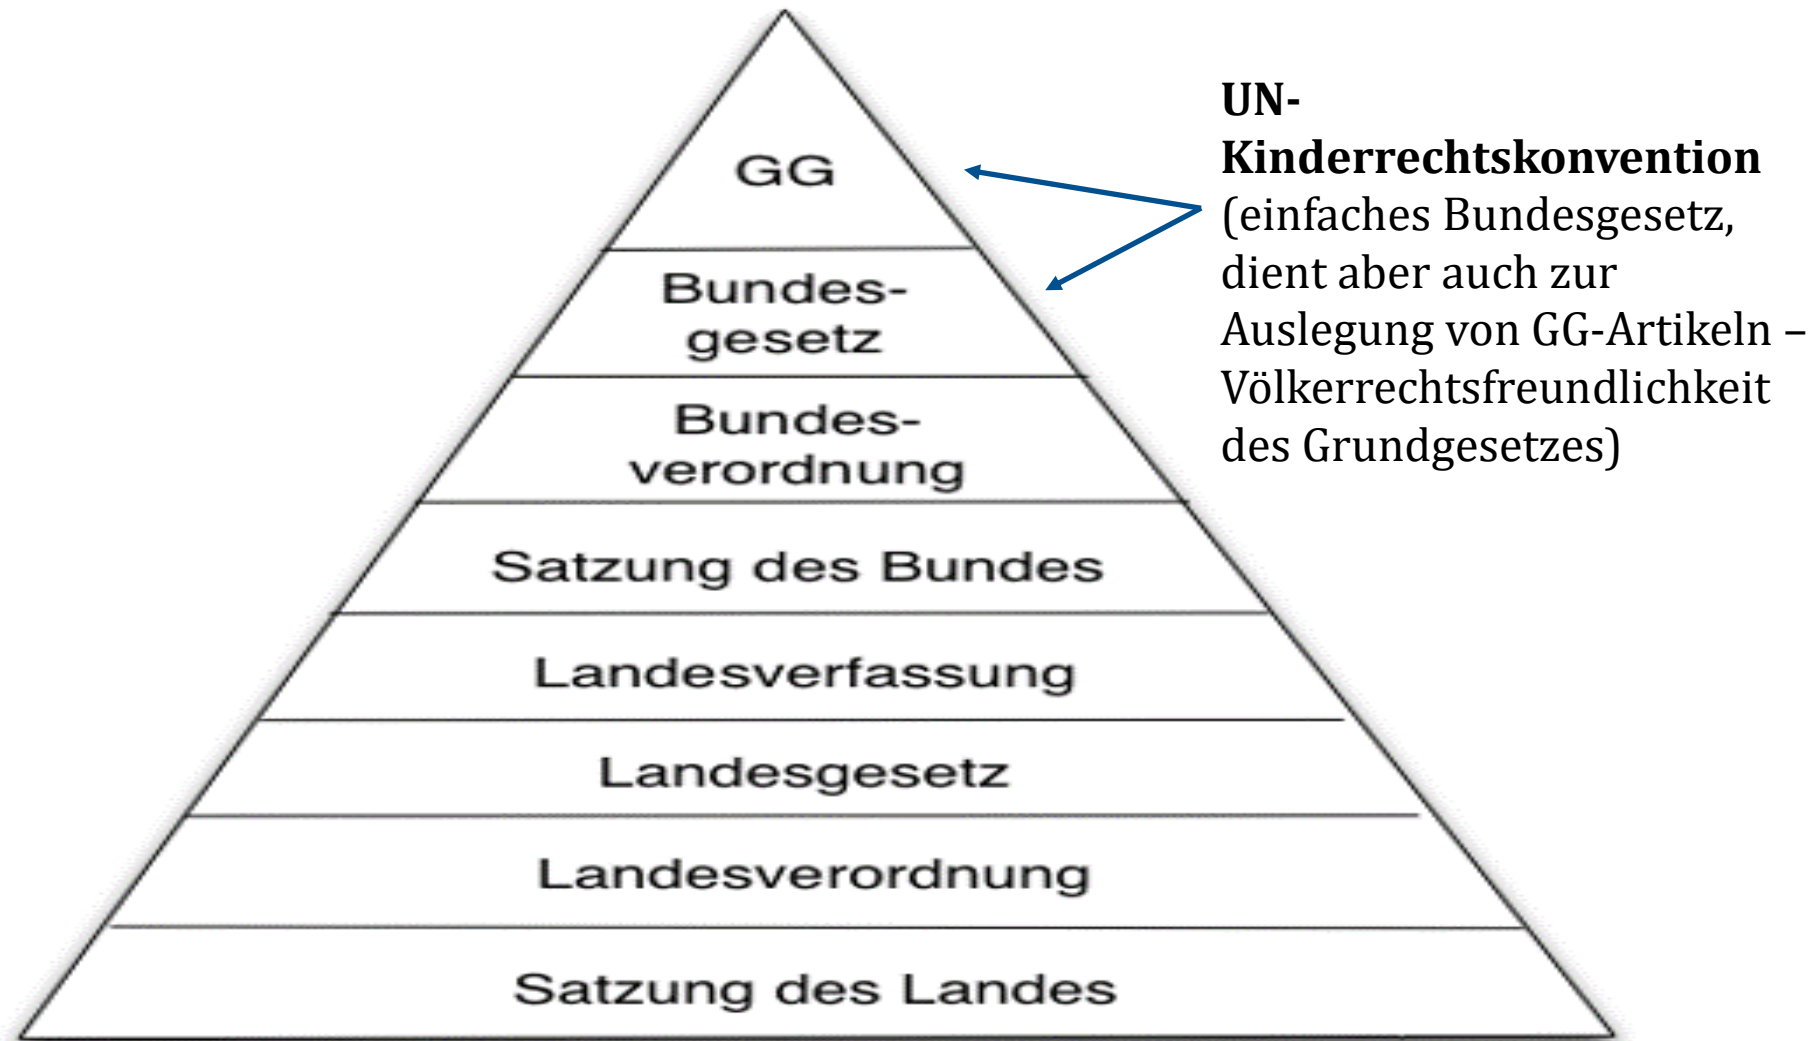 GG
Bundes-
gesetz
Bundes-
verordnung
Satzung des Bundes
Landesverfassung
Landesgesetz
Landesverordnung
Satzung des Landes
UN-
Kinderrechtskonvention
(einfaches Bundesgesetz,
dient aber auch zur
Auslegung von GG-Artikeln –
Völkerrechtsfreundlichkeit
des Grundgesetzes)